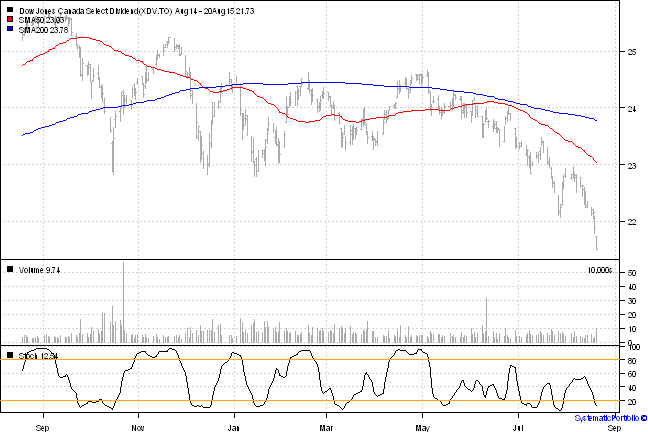 Dow Jones Canada Select Dividend(XDV.TO) Aug14 - 20Aug15 21.73
SMA50 23.03
SMA200 23.78
25
24
23
22
Volume 9.74
10,000s
50
40
30
20
10
0
Stoch 12.54
100
80
60
40
20
Sep Nov Jan Mar May Jul Sep
SystematicPortfolio ©